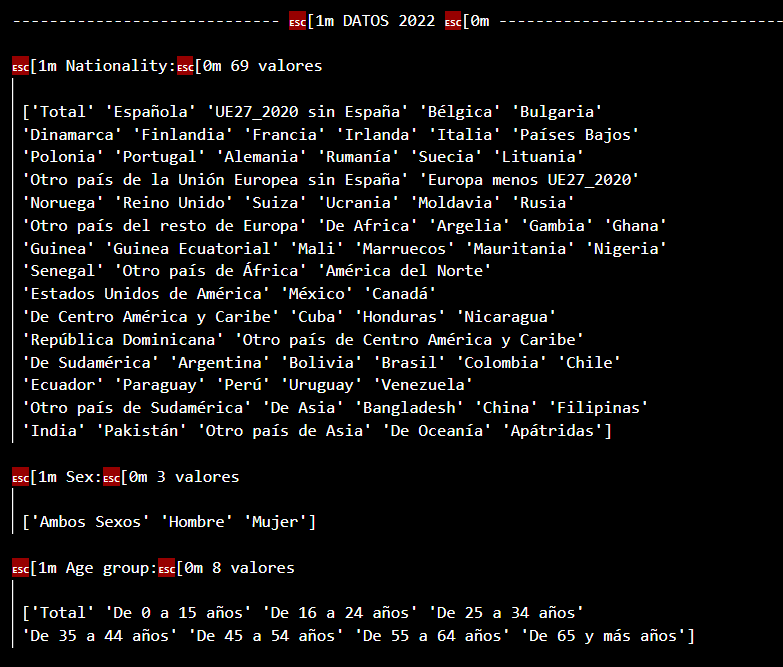 ----------------------------- ESC[1m DATOS 2022 ESC[0m -------------------------------
ESC[1m Nationality:ESC[0m 69 valores
['Total' 'Española' 'UE27_2020 sin España' 'Bélgica' 'Bulgaria'
'Dinamarca' 'Finlandia' 'Francia' 'Irlanda' 'Italia' 'Países Bajos'
'Polonia' 'Portugal' 'Alemania' 'Rumanía' 'Suecia' 'Lituania'
'Otro país de la Unión Europea sin España' 'Europa menos UE27_2020'
'Noruega' 'Reino Unido' 'Suiza' 'Ucrania' 'Moldavia' 'Rusia'
'Otro país del resto de Europa' 'De Africa' 'Argelia' 'Gambia' 'Ghana'
'Guinea' 'Guinea Ecuatorial' 'Mali' 'Marruecos' 'Mauritania' 'Nigeria'
'Senegal' 'Otro país de África' 'América del Norte'
'Estados Unidos de América' 'México' 'Canadá'
'De Centro América y Caribe' 'Cuba' 'Honduras' 'Nicaragua'
'República Dominicana' 'Otro país de Centro América y Caribe'
'De Sudamérica' 'Argentina' 'Bolivia' 'Brasil' 'Colombia' 'Chile'
'Ecuador' 'Paraguay' 'Perú' 'Uruguay' 'Venezuela'
'Otro país de Sudamérica' 'De Asia' 'Bangladesh' 'China' 'Filipinas'
'India' 'Pakistán' 'Otro país de Asia' 'De Oceanía' 'Apátridas']
ESC[1m Sex:ESC[0m 3 valores
['Ambos Sexos' 'Hombre' 'Mujer']
ESC[1m Age group:ESC[0m 8 valores
['Total' 'De 0 a 15 años' 'De 16 a 24 años' 'De 25 a 34 años'
'De 35 a 44 años' 'De 45 a 54 años' 'De 55 a 64 años' 'De 65 y más años']